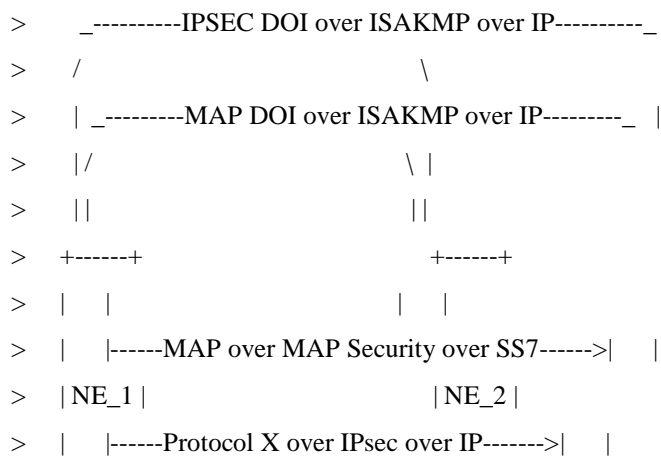 > _----------IPSEC DOI over ISAKMP over IP----------_
> / \
> | _---------MAP DOI over ISAKMP over IP---------_ |
> | / \ |
> | | | |
> +------+ +------+
> | | | |
> | |------MAP over MAP Security over SS7------>| |
> | NE_1 | | NE_2 |
> | |------Protocol X over IPsec over IP------->| |